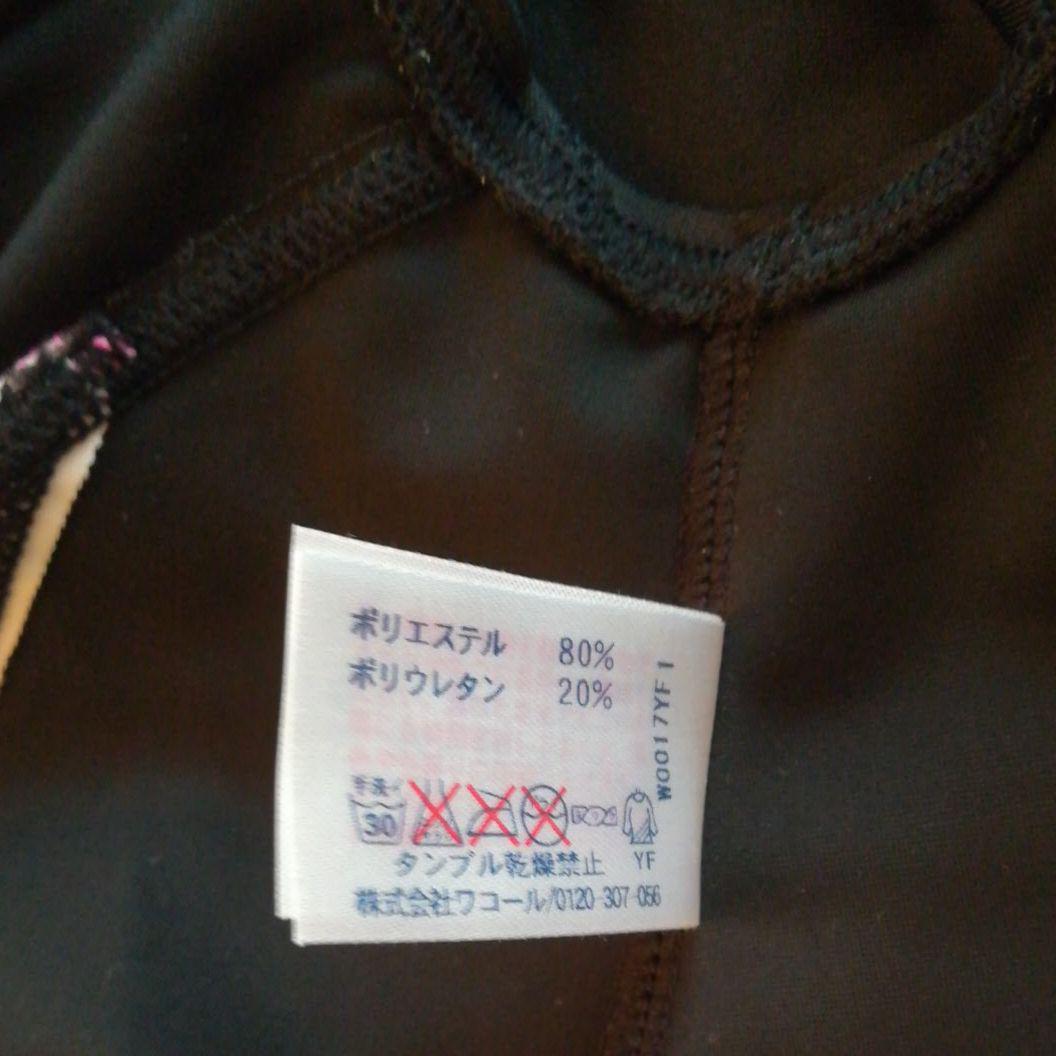 ポリエステル 80%
ポリウレタン 20%
W0017YF1
手洗イ
30
YF
タンブル乾燥禁止
株式会社ワコール/0120-307-056